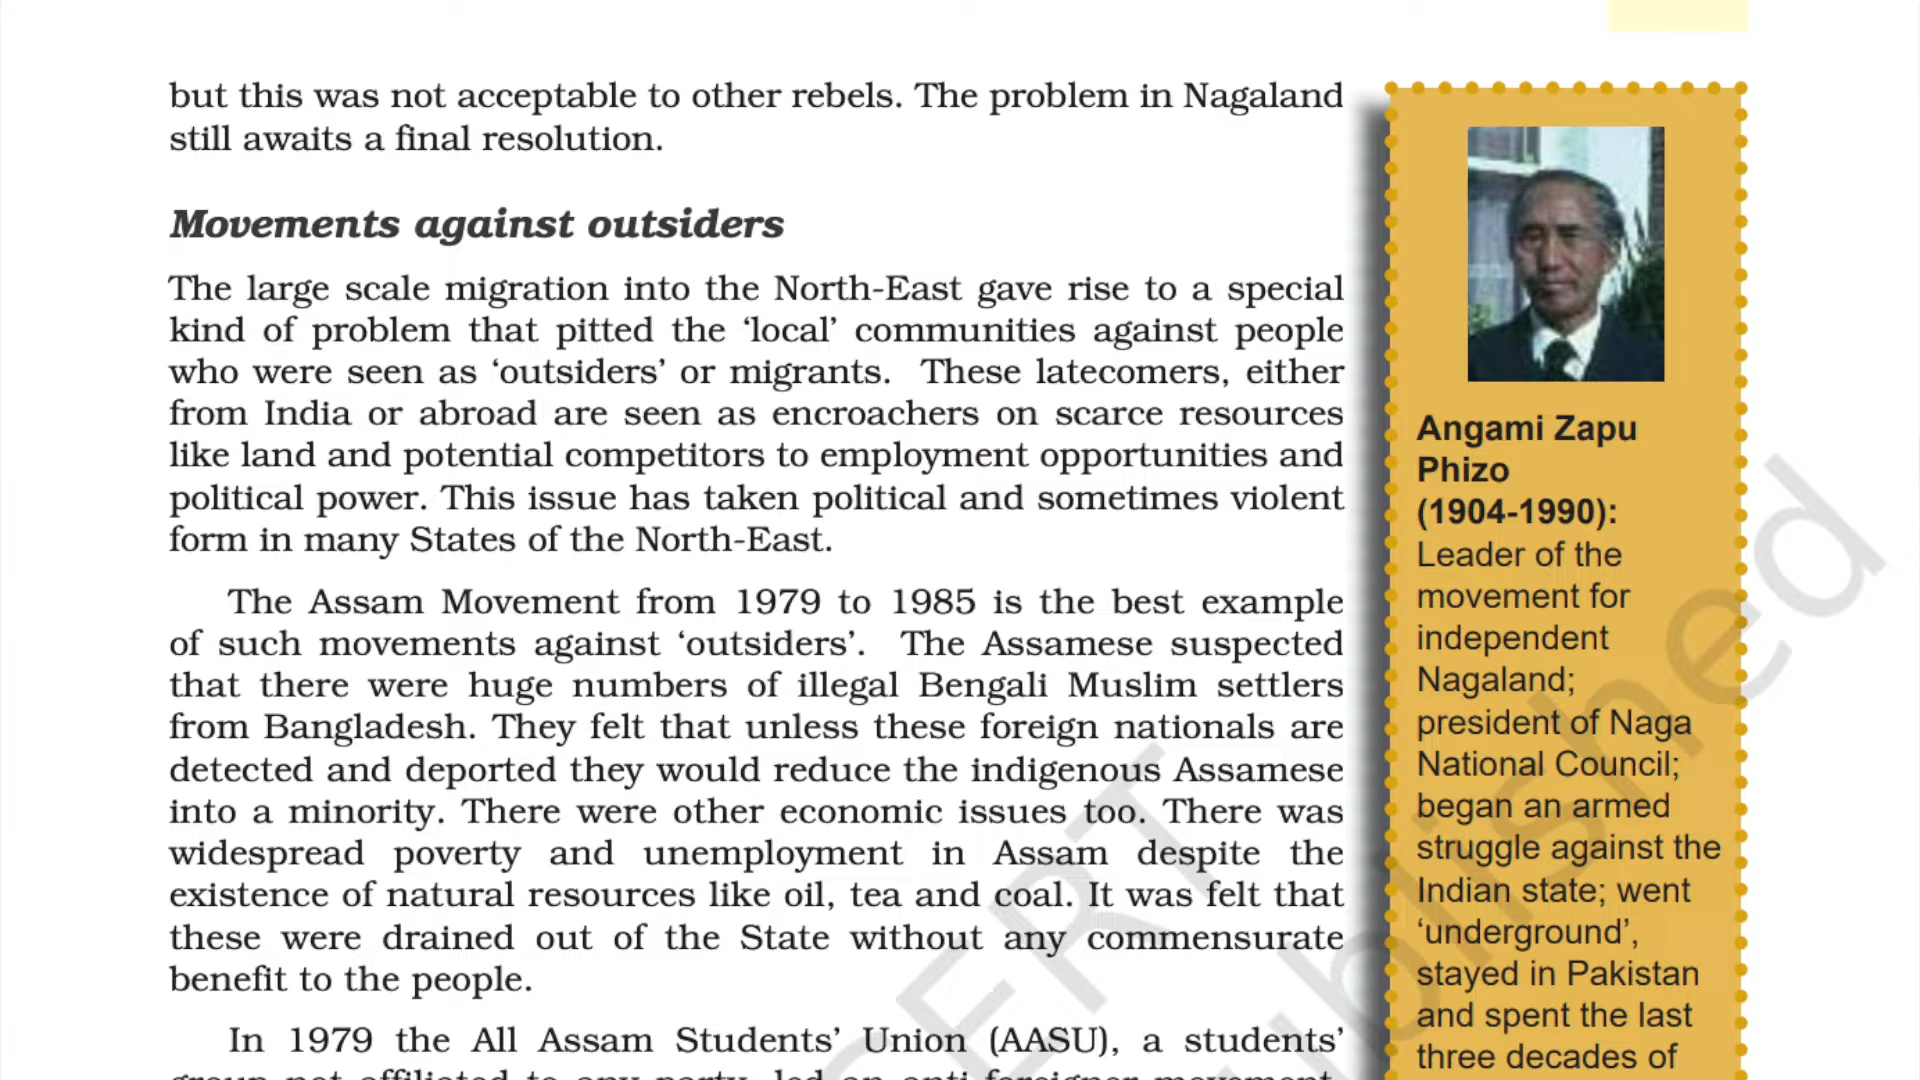 but this was not acceptable to other rebels. The problem in Nagaland
still awaits a final resolution.
Movements against outsiders
The large scale migration into the North-East gave rise to a special
kind of problem that pitted the ‘local’ communities against people
who were seen as ‘outsiders’ or migrants. These latecomers, either
from India or abroad are seen as encroachers on scarce resources
like land and potential competitors to employment opportunities and
political power. This issue has taken political and sometimes violent
form in many States of the North-East.
The Assam Movement from 1979 to 1985 is the best example
of such movements against ‘outsiders’. The Assamese suspected
that there were huge numbers of illegal Bengali Muslim settlers
from Bangladesh. They felt that unless these foreign nationals are
detected and deported they would reduce the indigenous Assamese
into a minority. There were other economic issues too. There was
widespread poverty and unemployment in Assam despite the
existence of natural resources like oil, tea and coal. It was felt that
these were drained out of the State without any commensurate
benefit to the people.
In 1979 the All Assam Students’ Union (AASU), a students’
group not affiliated to any party, led an anti-foreigner movement.
Angami Zapu
Phizo
(1904-1990):
Leader of the
movement for
independent
Nagaland;
president of Naga
National Council;
began an armed
struggle against the
Indian state; went
‘underground’,
stayed in Pakistan
and spent the last
three decades of